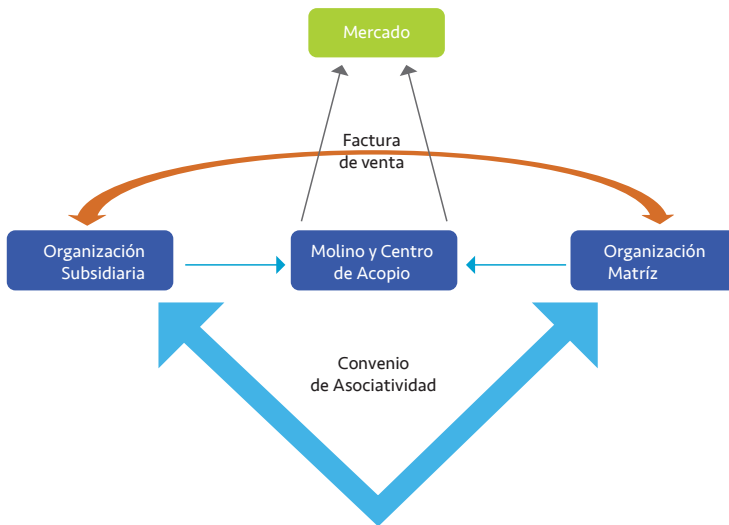 Mercado
Factura
de venta
Organización
Subsidiaria
Molino y Centro
de Acopio
Organización
Matríz
Convenio
de Asociatividad